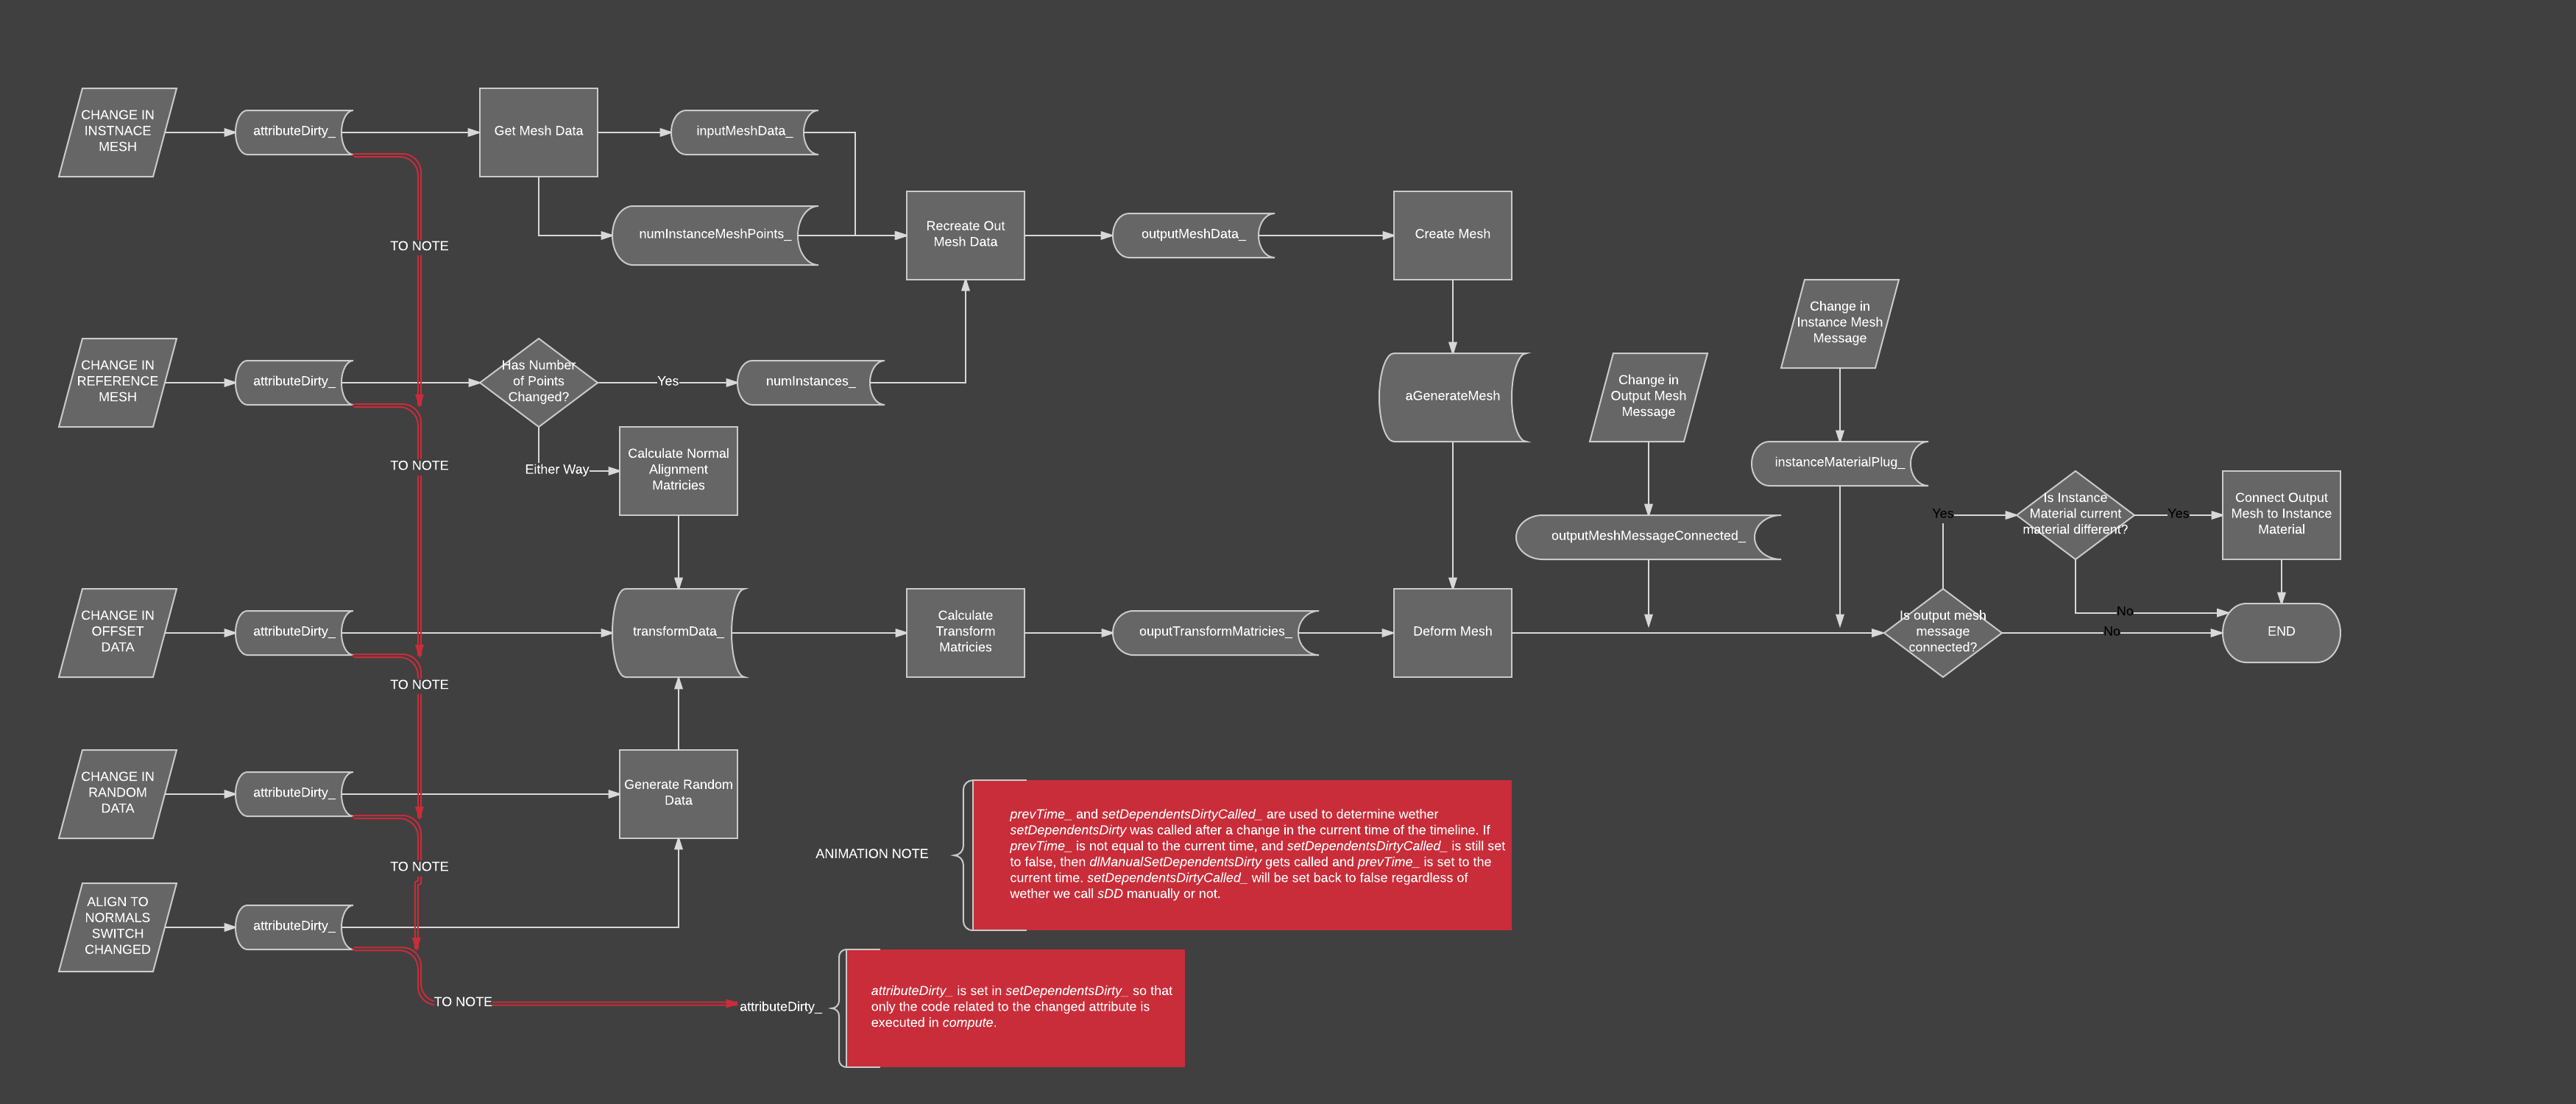 CHANGE IN
INSTNACE
MESH
attributeDirty_
Get Mesh Data
inputMeshData_
numInstanceMeshPoints_
Recreate Out
Mesh Data
outputMeshData_
Create Mesh
TO NOTE
CHANGE IN
REFERENCE
MESH
attributeDirty_
Has Number
of Points
Changed?
Yes
numInstances_
Either Way
Calculate Normal
Alignment
Matricies
aGenerateMesh
Change in
Output Mesh
Message
Change in
Instance Mesh
Message
instanceMaterialPlug_
outputMeshMessageConnected_
TO NOTE
CHANGE IN
OFFSET
DATA
attributeDirty_
transformData_
Calculate
Transform
Matricies
ouputTransformMatricies_
Deform Mesh
Is output mesh
message
connected?
Yes
Is Instance
Material current
material different?
Yes
Connect Output
Mesh to Instance
Material
No
No
END
TO NOTE
CHANGE IN
RANDOM
DATA
attributeDirty_
Generate Random
Data
TO NOTE
ALIGN TO
NORMALS
SWITCH
CHANGED
attributeDirty_
ANIMATION NOTE
prevTime_ and setDependentsDirtyCalled_ are used to determine wether
setDependentsDirty was called after a change in the current time of the timeline. If
prevTime_ is not equal to the current time, and setDependentsDirtyCalled_ is still set
to false, then dlManualSetDependentsDirty gets called and prevTime_ is set to the
current time. setDependentsDirtyCalled_ will be set back to false regardless of
wether we call sDD manually or not.
TO NOTE
attributeDirty_
attributeDirty_ is set in setDependentsDirty_ so that
only the code related to the changed attribute is
executed in compute.